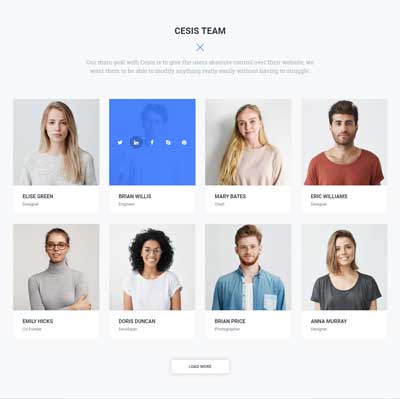 CESIS TEAM
Our main goal with Cesis is to give the users absolute control over their website, we
want them to be able to modify anything really easily without having to struggle.
ELISE GREEN
Designer
BRIAN WILLIS
Engineer
MARY BATES
ERIC WILLIAMS
Designer
EMILY HICKS
Co-founder
DORIS DUNCAN
Developer
BRIAN PRICE
Photographer
ANNA MURRAY
Designer
LOAD MORE